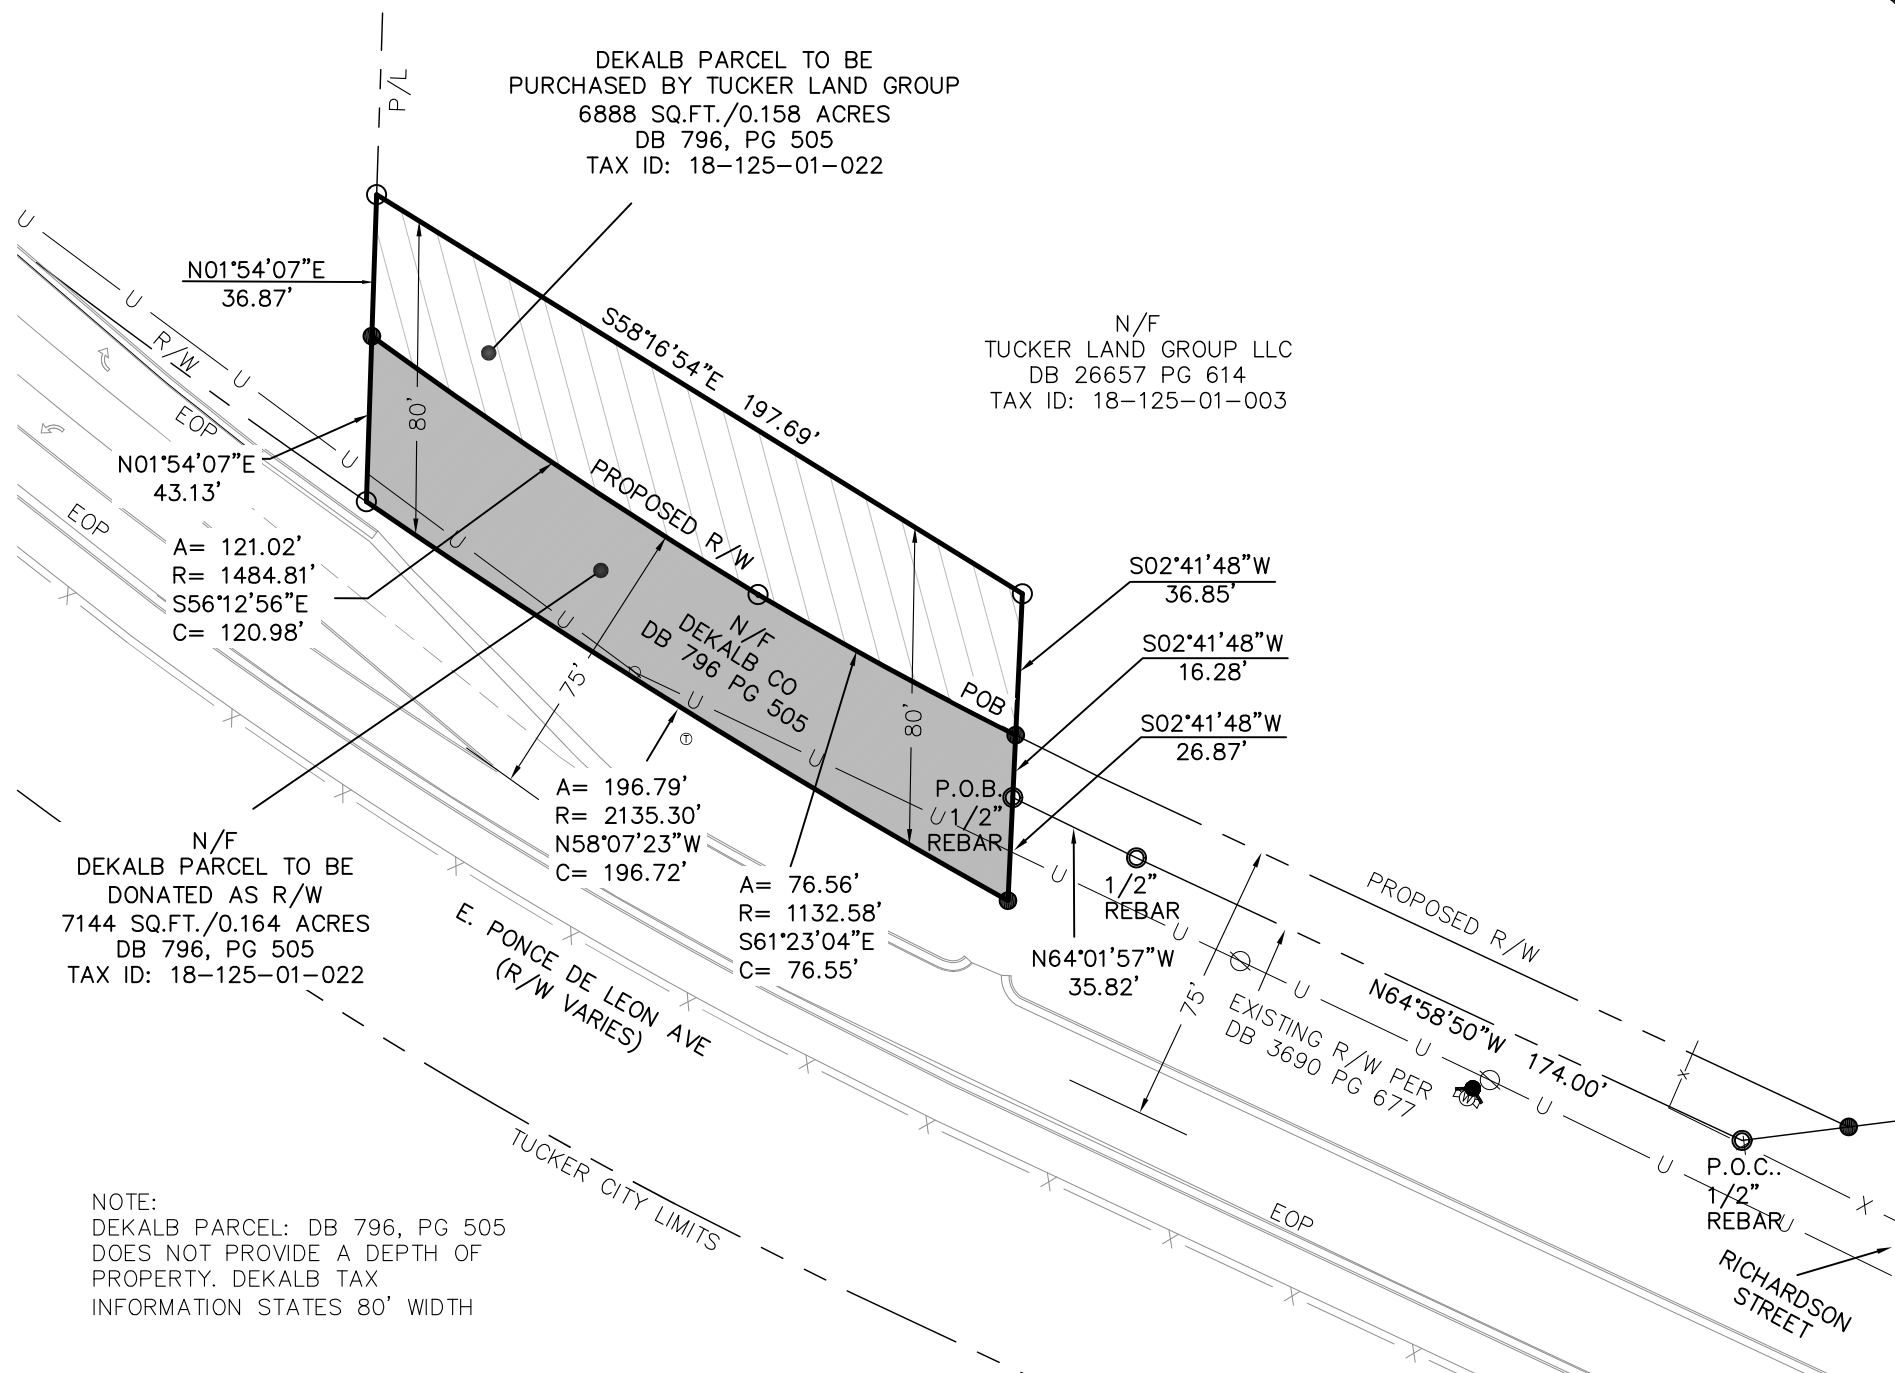 P/L
DEKALB PARCEL TO BE
PURCHASED BY TUCKER LAND GROUP
6888 SQ.FT./0.158 ACRES
DB 796, PG 505
TAX ID: 18-125-01-022
U
U
U
U
R/W
EOP
EOP
N01°54'07"E
36.87'
N01°54'07"E
43.13'
A= 121.02'
R= 1484.81'
S56°12'56"E
C= 120.98'
S58°16'54"E 197.69'
80'
PROPOSED R/W
N/F
TUCKER LAND GROUP LLC
DB 26657 PG 614
TAX ID: 18-125-01-003
N/F
DEKALB CO
DB 796 PG 505
U
U
U
U
U
75'
80'
T
POB
S02°41'48"W
36.85'
S02°41'48"W
16.28'
S02°41'48"W
26.87'
P.O.B.
1/2"
REBAR
A= 196.79'
R= 2135.30'
N58°07'23"W
C= 196.72'
A= 76.56'
R= 1132.58'
S61°23'04"E
C= 76.55'
N/F
DEKALB PARCEL TO BE
DONATED AS R/W
7144 SQ.FT./0.164 ACRES
DB 796, PG 505
TAX ID: 18-125-01-022
E. PONCE DE LEON AVE
(R/W VARIES)
1/2"
REBAR
N64°01'57"W
35.82'
U
U
U
U
U
U
U
75'
PROPOSED R/W
EXISTING R/W PER
DB 3690 PG 677
N64°58'50"W 174.00'
W
P.O.C..
1/2"
REBAR
RICHARDSON
STREET
EOP
TUCKER CITY LIMITS
NOTE:
DEKALB PARCEL: DB 796, PG 505
DOES NOT PROVIDE A DEPTH OF
PROPERTY. DEKALB TAX
INFORMATION STATES 80' WIDTH